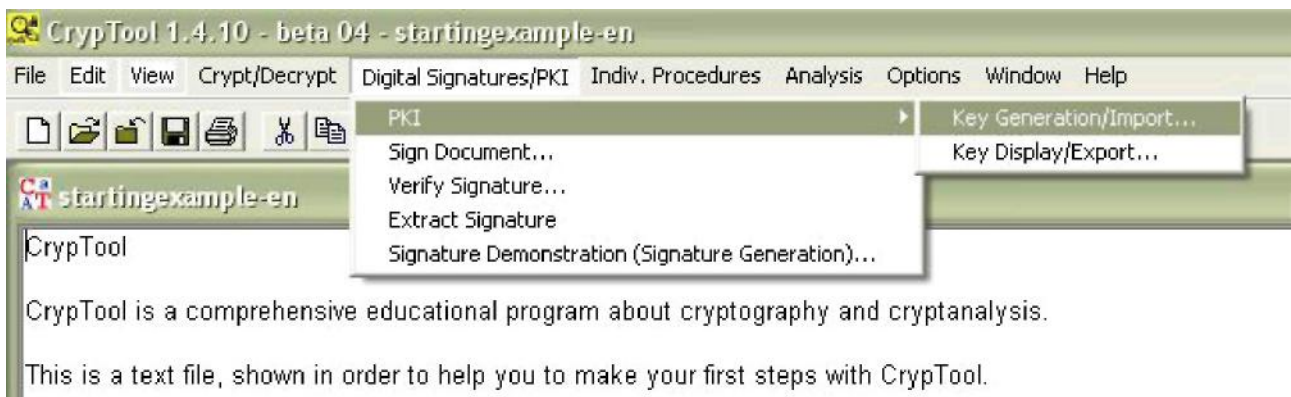 CrypTool 1.4.10 - beta 04 - startingexample-en
File Edit View Crypt/Decrypt Digital Signatures/PKI Indiv. Procedures Analysis Options Window Help
PKI
Key Generation/Import...
Sign Document...
Key Display/Export...
Verify Signature...
Extract Signature
Signature Demonstration (Signature Generation)...
startingexample-en
CrypTool
CrypTool is a comprehensive educational program about cryptography and cryptanalysis.
This is a text file, shown in order to help you to make your first steps with CrypTool.